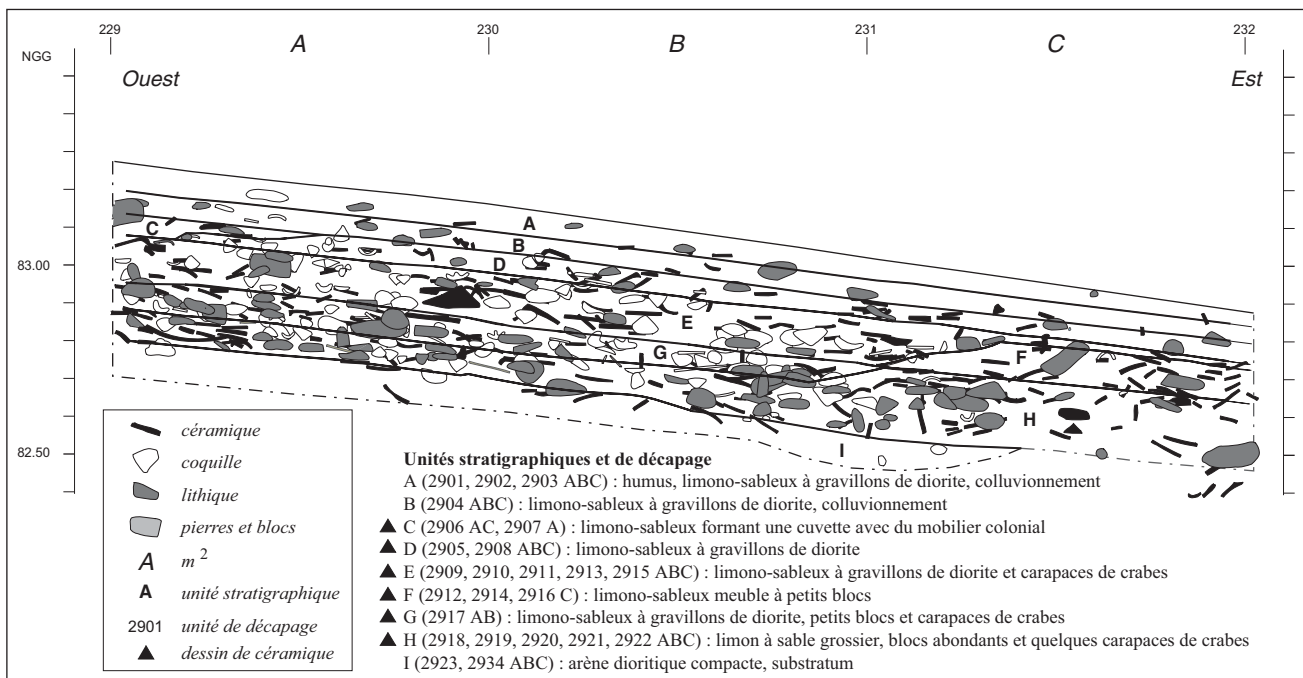 229 230 231 232
A B C
NGG
Ouest Est
A
B
C
D
E
F
G
H
I
83.00
82.50
céramique
coquille
lithique
pierres et blocs
A m 2
A unité stratigraphique
2901 unité de décapage
dessin de céramique
Unités stratigraphiques et de décapage
A (2901, 2902, 2903 ABC) : humus, limono-sableux à gravillons de diorite, colluvionnement
B (2904 ABC) : limono-sableux à gravillons de diorite, colluvionnement
C (2906 AC, 2907 A) : limono-sableux formant une cuvette avec du mobilier colonial
D (2905, 2908 ABC) : limono-sableux à gravillons de diorite
E (2909, 2910, 2911, 2913, 2915 ABC) : limono-sableux à gravillons de diorite et carapaces de crabes
F (2912, 2914, 2916 C) : limono-sableux meuble à petits blocs
G (2917 AB) : limono-sableux à gravillons de diorite, petits blocs et carapaces de crabes
H (2918, 2919, 2920, 2921, 2922 ABC) : limon à sable grossier, blocs abondants et quelques carapaces de crabes
I (2923, 2934 ABC) : arène dioritique compacte, substratum